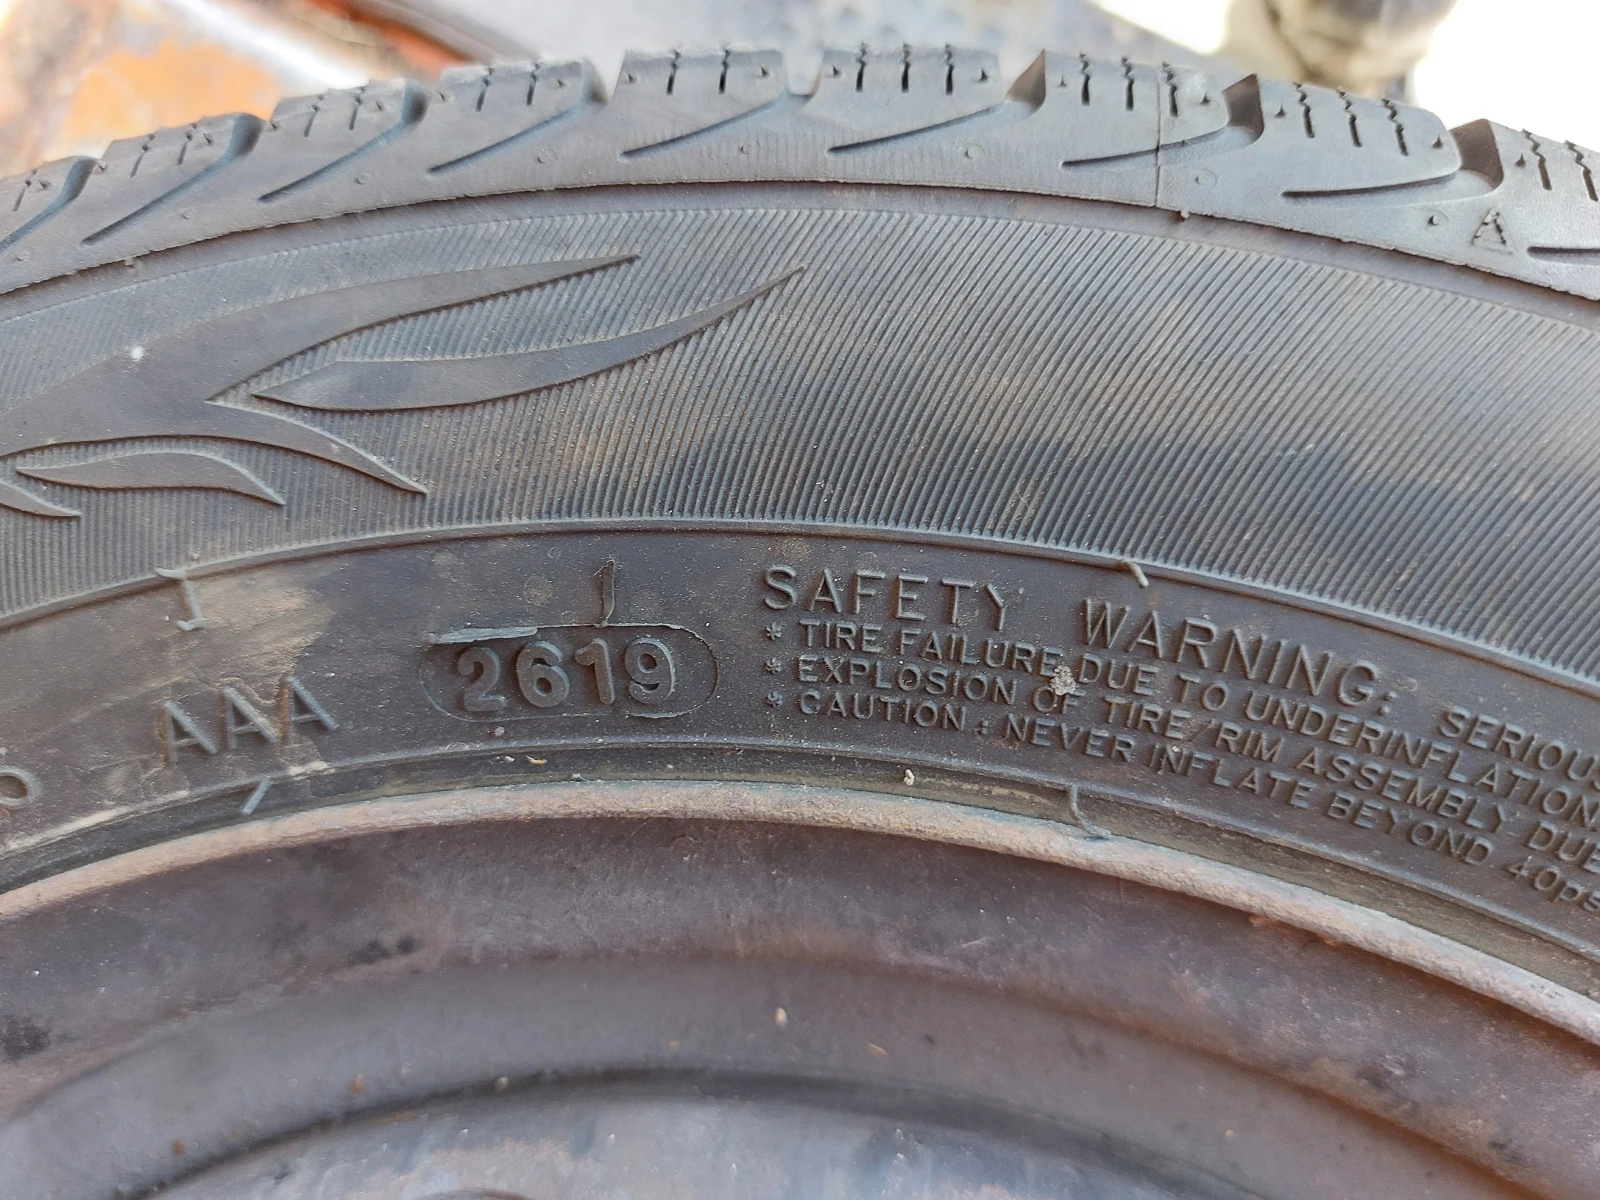 A
AAA 2619
SAFETY WARNING: SERIOUS
* TIRE FAILURE DUE TO UNDERINFLATION
* EXPLOSION OF TIRE/RIM ASSEMBLY DUE
* CAUTION : NEVER INFLATE BEYOND 40ps